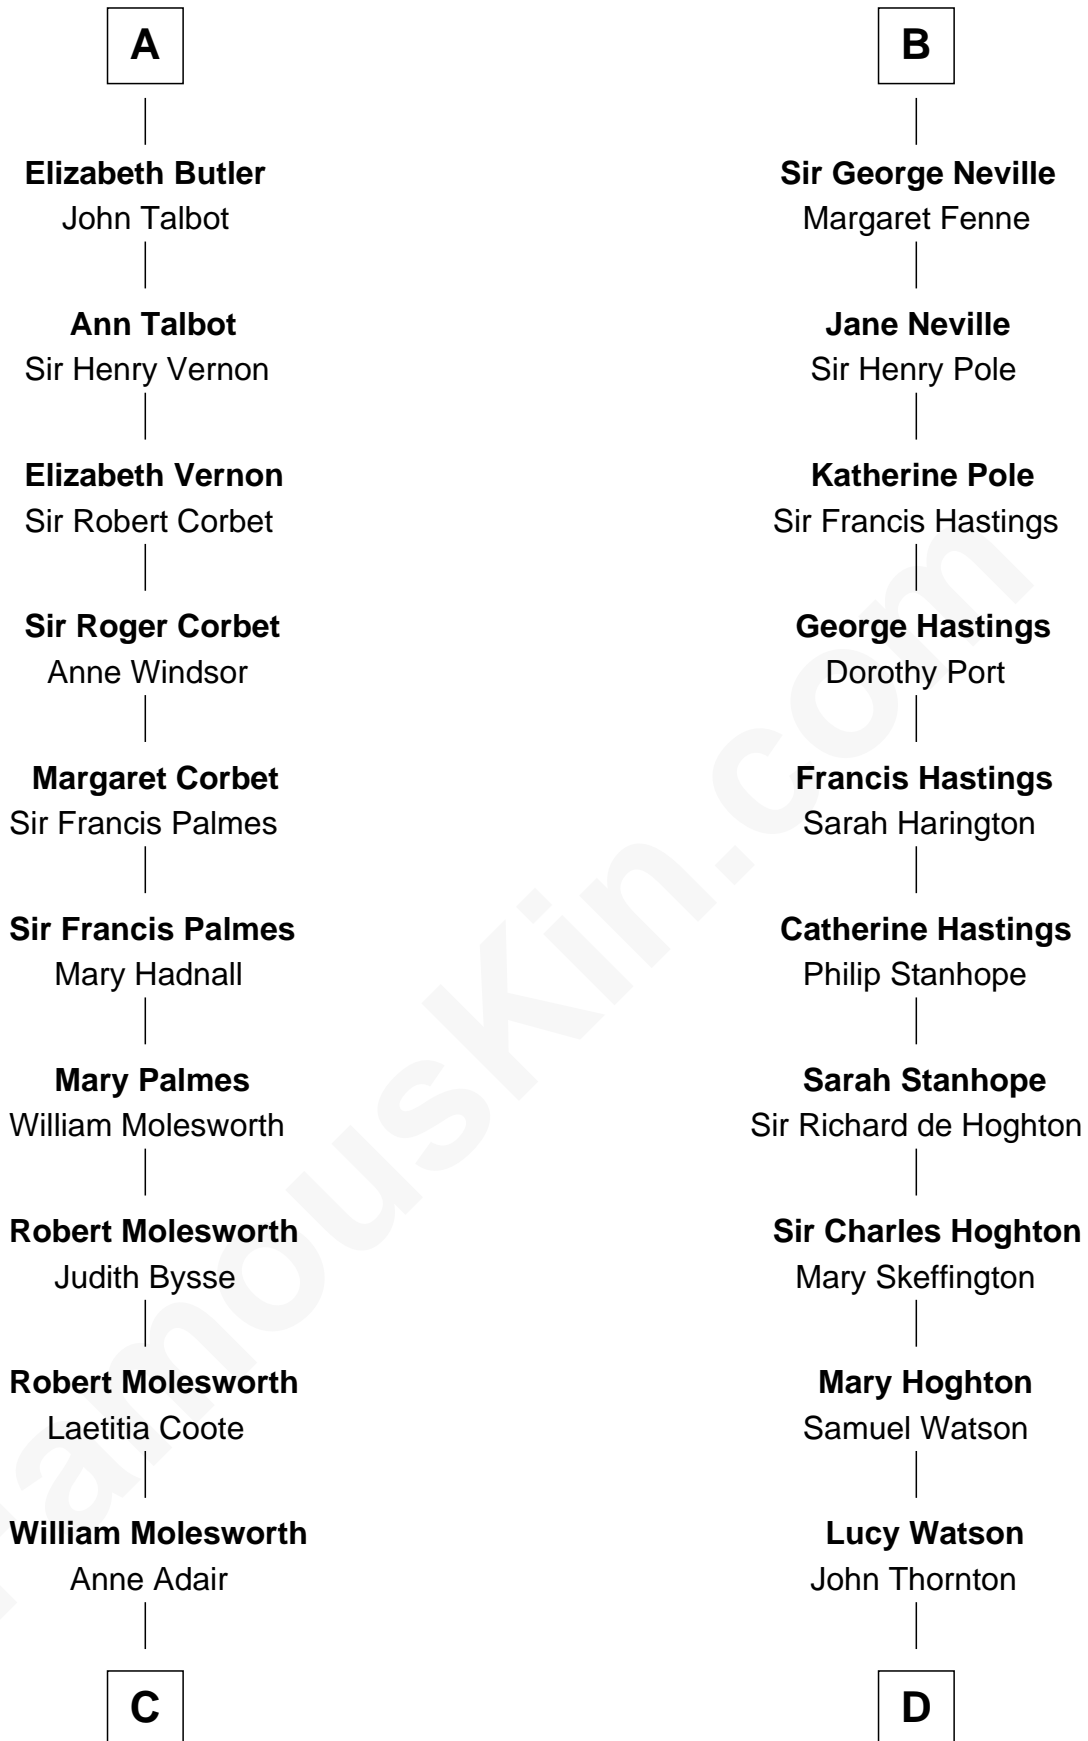 A
Elizabeth Butler
John Talbot
Ann Talbot
Sir Henry Vernon
Elizabeth Vernon
Sir Robert Corbet
Sir Roger Corbet
Anne Windsor
Margaret Corbet
Sir Francis Palmes
Sir Francis Palmes
Mary Hadnall
Mary Palmes
William Molesworth
Robert Molesworth
Judith Bysse
Robert Molesworth
Laetitia Coote
William Molesworth
Anne Adair
C
B
Sir George Neville
Margaret Fenne
Jane Neville
Sir Henry Pole
Katherine Pole
Sir Francis Hastings
George Hastings
Dorothy Port
Francis Hastings
Sarah Harington
Catherine Hastings
Philip Stanhope
Sarah Stanhope
Sir Richard de Hoghton
Sir Charles Hoghton
Mary Skeffington
Mary Hoghton
Samuel Watson
Lucy Watson
John Thornton
D
FamousKin.com